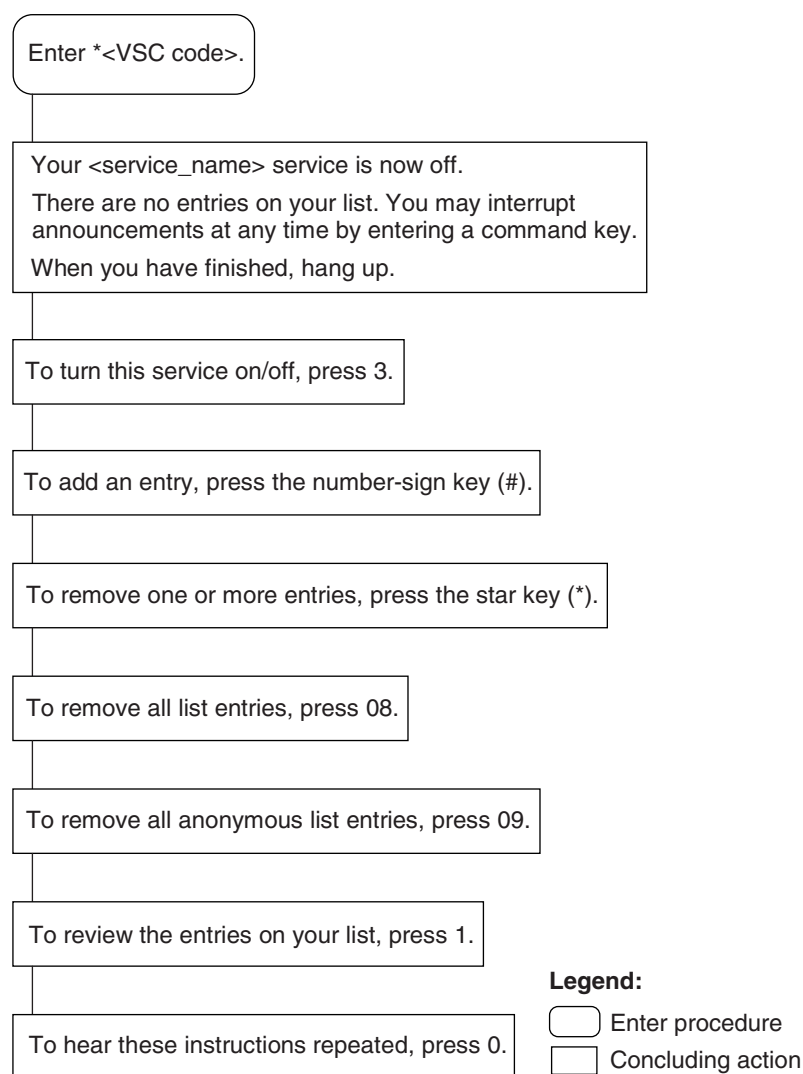 Enter *<VSC code>.
Your <service_name> service is now off.
There are no entries on your list. You may interrupt
announcements at any time by entering a command key.
When you have finished, hang up.
To turn this service on/off, press 3.
To add an entry, press the number-sign key (#).
To remove one or more entries, press the star key (*).
To remove all list entries, press 08.
To remove all anonymous list entries, press 09.
To review the entries on your list, press 1.
To hear these instructions repeated, press 0.
Legend:
Enter procedure
Concluding action